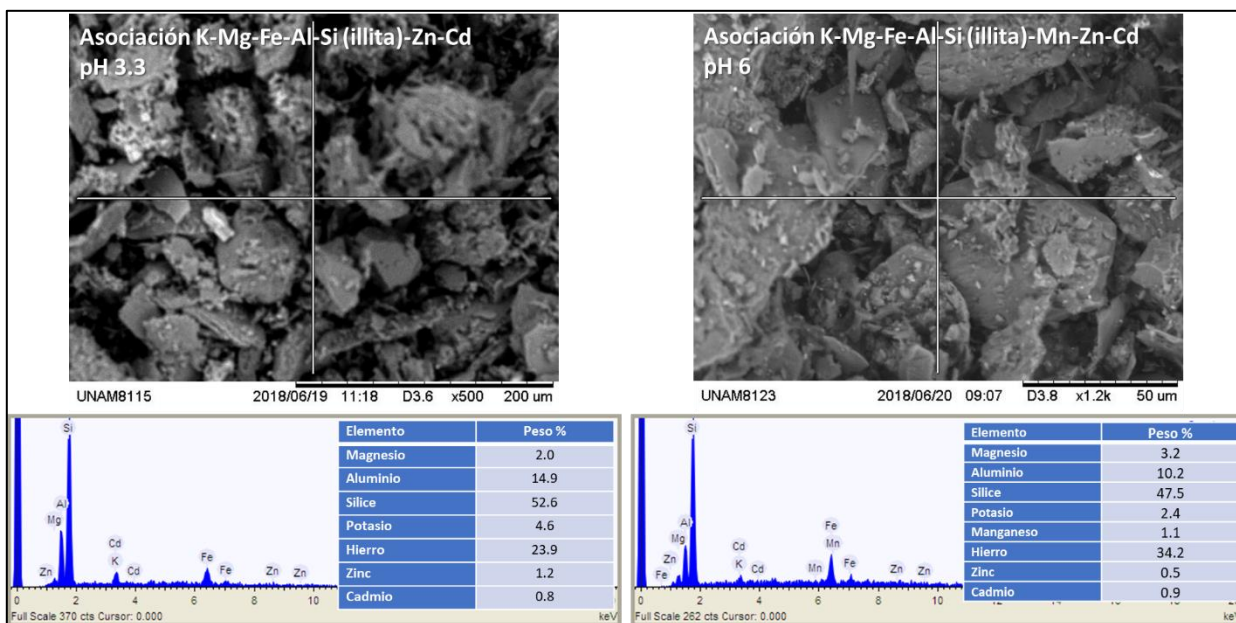 Asociación K-Mg-Fe-Al-Si (illita)-Zn-Cd
pH 3.3
UNAM8115 2018/06/19 11:18 D3.6 x500 200 um
Asociación K-Mg-Fe-Al-Si (illita)-Mn-Zn-Cd
pH 6
UNAM8123 2018/06/20 09:07 D3.8 x1.2k 50 um
Si
Al
Mg
Zn
Cd
K
Cd
Fe
Fe
Zn
Zn
0 2 4 6 8 10
Full Scale 370 cts Cursor: 0.000 keV
Elemento Peso %
Magnesio 2.0
Aluminio 14.9
Silice 52.6
Potasio 4.6
Hierro 23.9
Zinc 1.2
Cadmio 0.8
Si
Al
Mg
Zn
Fe
Cd
K
Cd
Fe
Mn
Mn
Fe
Zn
Zn
0 2 4 6 8 10 12 14 16 18
Full Scale 262 cts Cursor: 0.000
Elemento Peso %
Magnesio 3.2
Aluminio 10.2
Silice 47.5
Potasio 2.4
Manganeso 1.1
Hierro 34.2
Zinc 0.5
Cadmio 0.9